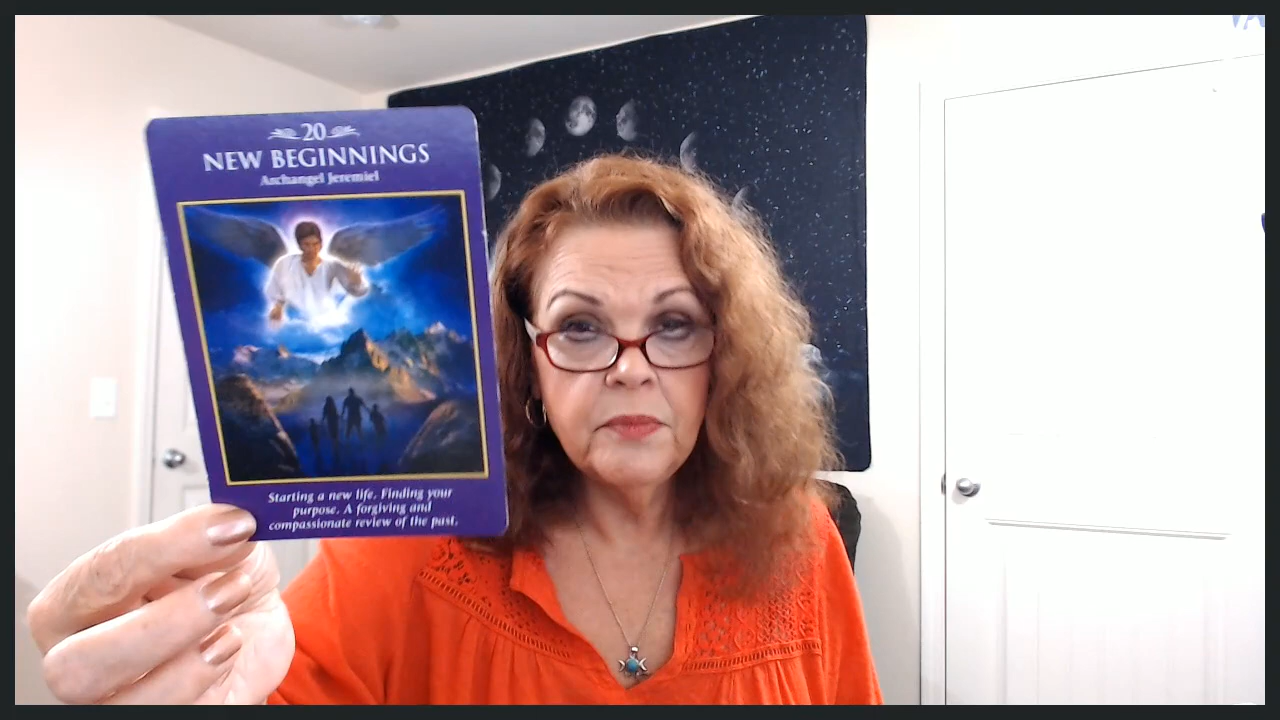 20
NEW BEGINNINGS
Archangel Jeremiel
Starting a new life. Finding your
purpose. A forgiving and
compassionate review of the past.